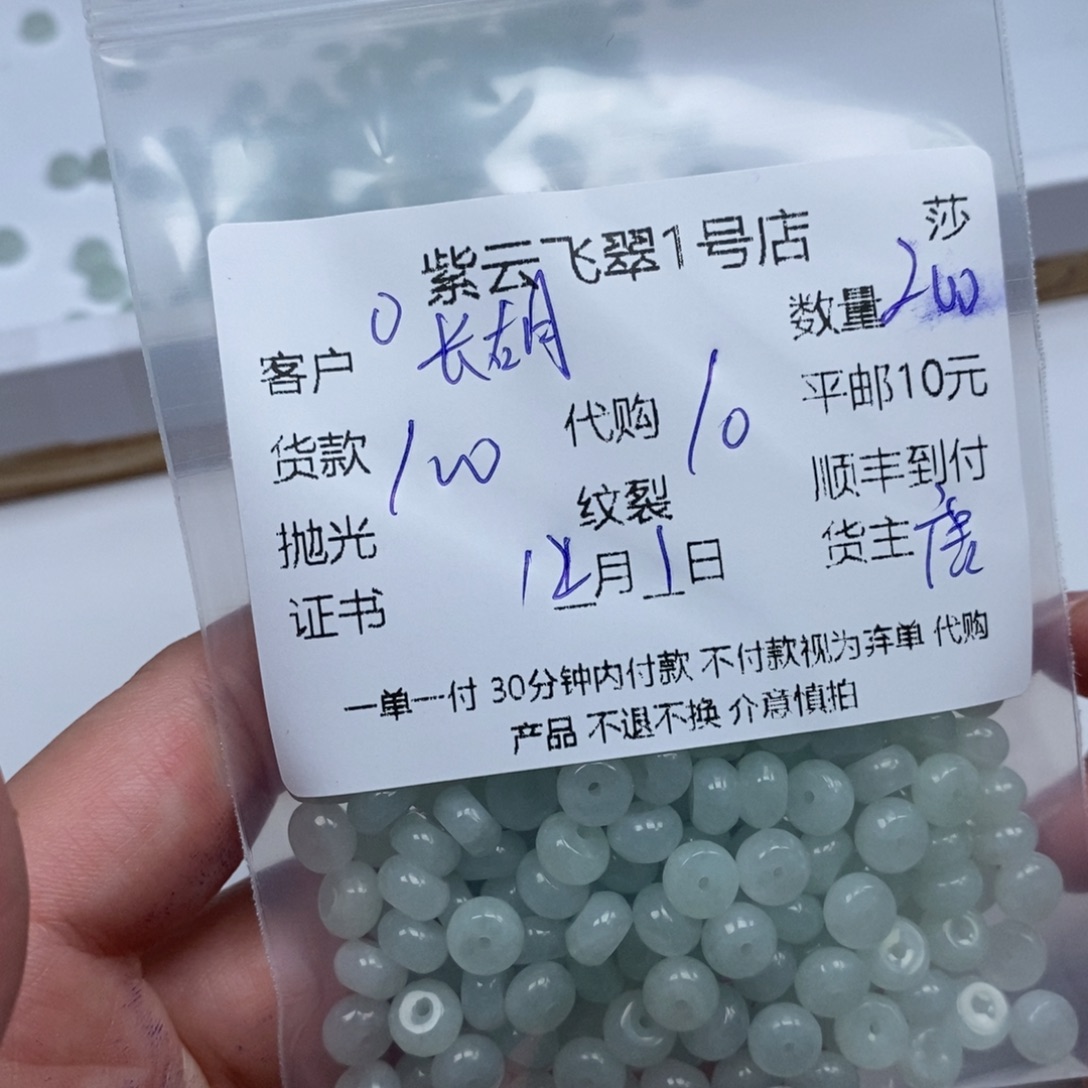 莎
紫云飞翠1号店
客户 0 长胡 数量 200
货款 100 代购 10 平邮10元
抛光 纹裂 顺丰到付
证书 12月1日 货主 唐
一单一付 30分钟内付款 不付款视为弃单 代购
产品 不退不换 介意慎拍